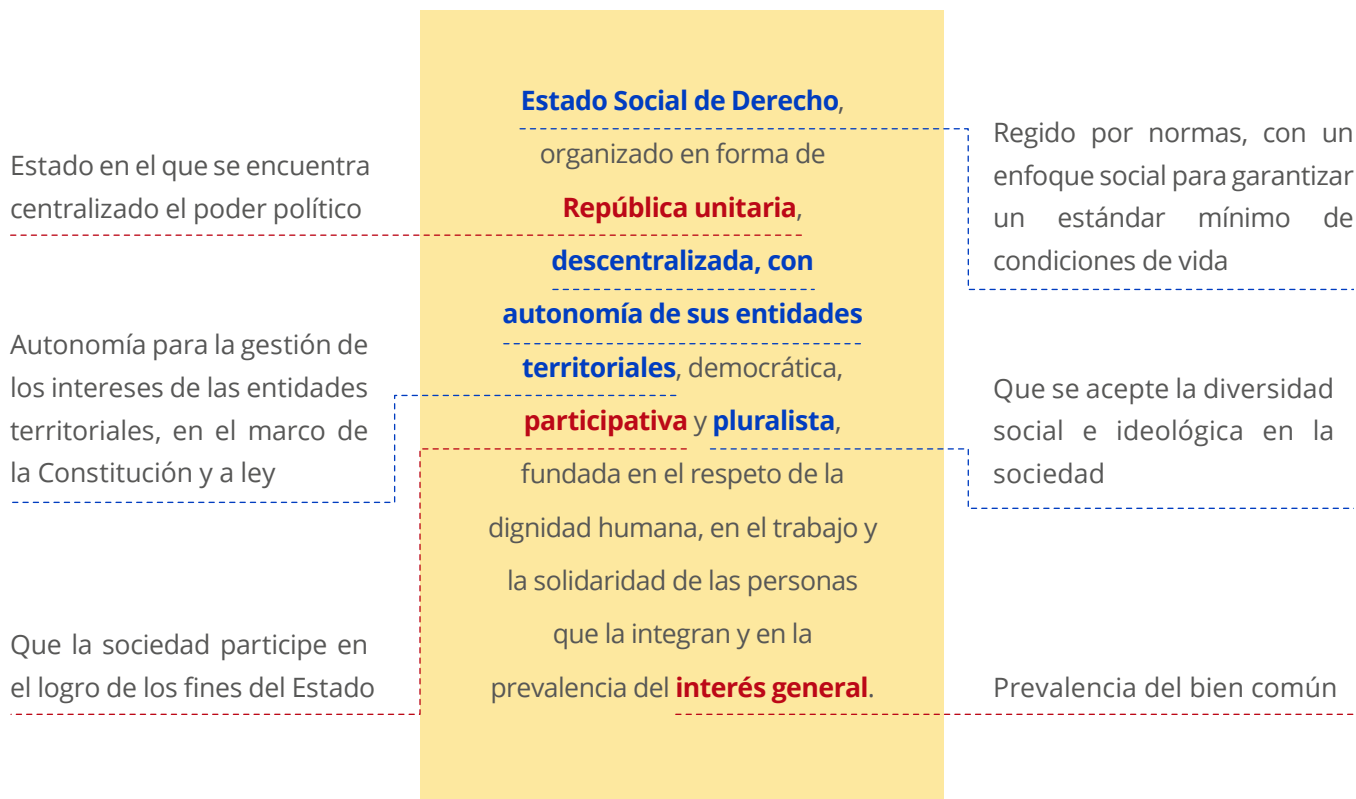 Estado Social de Derecho,
organizado en forma de
República unitaria,
descentralizada, con
autonomía de sus entidades
territoriales, democrática,
participativa y pluralista,
fundada en el respeto de la
dignidad humana, en el trabajo y
la solidaridad de las personas
que la integran y en la
prevalencia del interés general.
Estado en el que se encuentra
centralizado el poder político
Autonomía para la gestión de
los intereses de las entidades
territoriales, en el marco de
la Constitución y a ley
Que la sociedad participe en
el logro de los fines del Estado
Regido por normas, con un
enfoque social para garantizar
un estándar mínimo de
condiciones de vida
Que se acepte la diversidad
social e ideológica en la
sociedad
Prevalencia del bien común